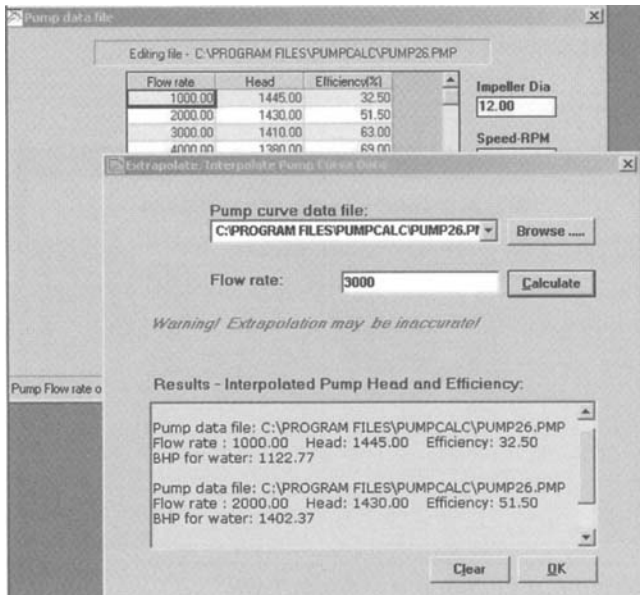 Pump data file
Editing file - C:\PROGRAM FILES\PUMPCALC\PUMP26.PMP
Flow rate Head Efficiency(%)
1000.00 1445.00 32.50
2000.00 1430.00 51.50
3000.00 1410.00 63.00
4000.00 1380.00 69.00
Impeller Dia
12.00
Speed-RPM
Extrapolate/Interpolate Pump Curve Data
Pump curve data file:
C:\PROGRAM FILES\PUMPCALC\PUMP26.PM
Browse .....
Flow rate:
3000
Calculate
Warning! Extrapolation may be inaccurate!
Pump Flow rate o
Results - Interpolated Pump Head and Efficiency:
Pump data file: C:\PROGRAM FILES\PUMPCALC\PUMP26.PMP
Flow rate : 1000.00 Head: 1445.00 Efficiency: 32.50
BHP for water: 1122.77
Pump data file: C:\PROGRAM FILES\PUMPCALC\PUMP26.PMP
Flow rate : 2000.00 Head: 1430.00 Efficiency: 51.50
BHP for water: 1402.37
Clear
OK